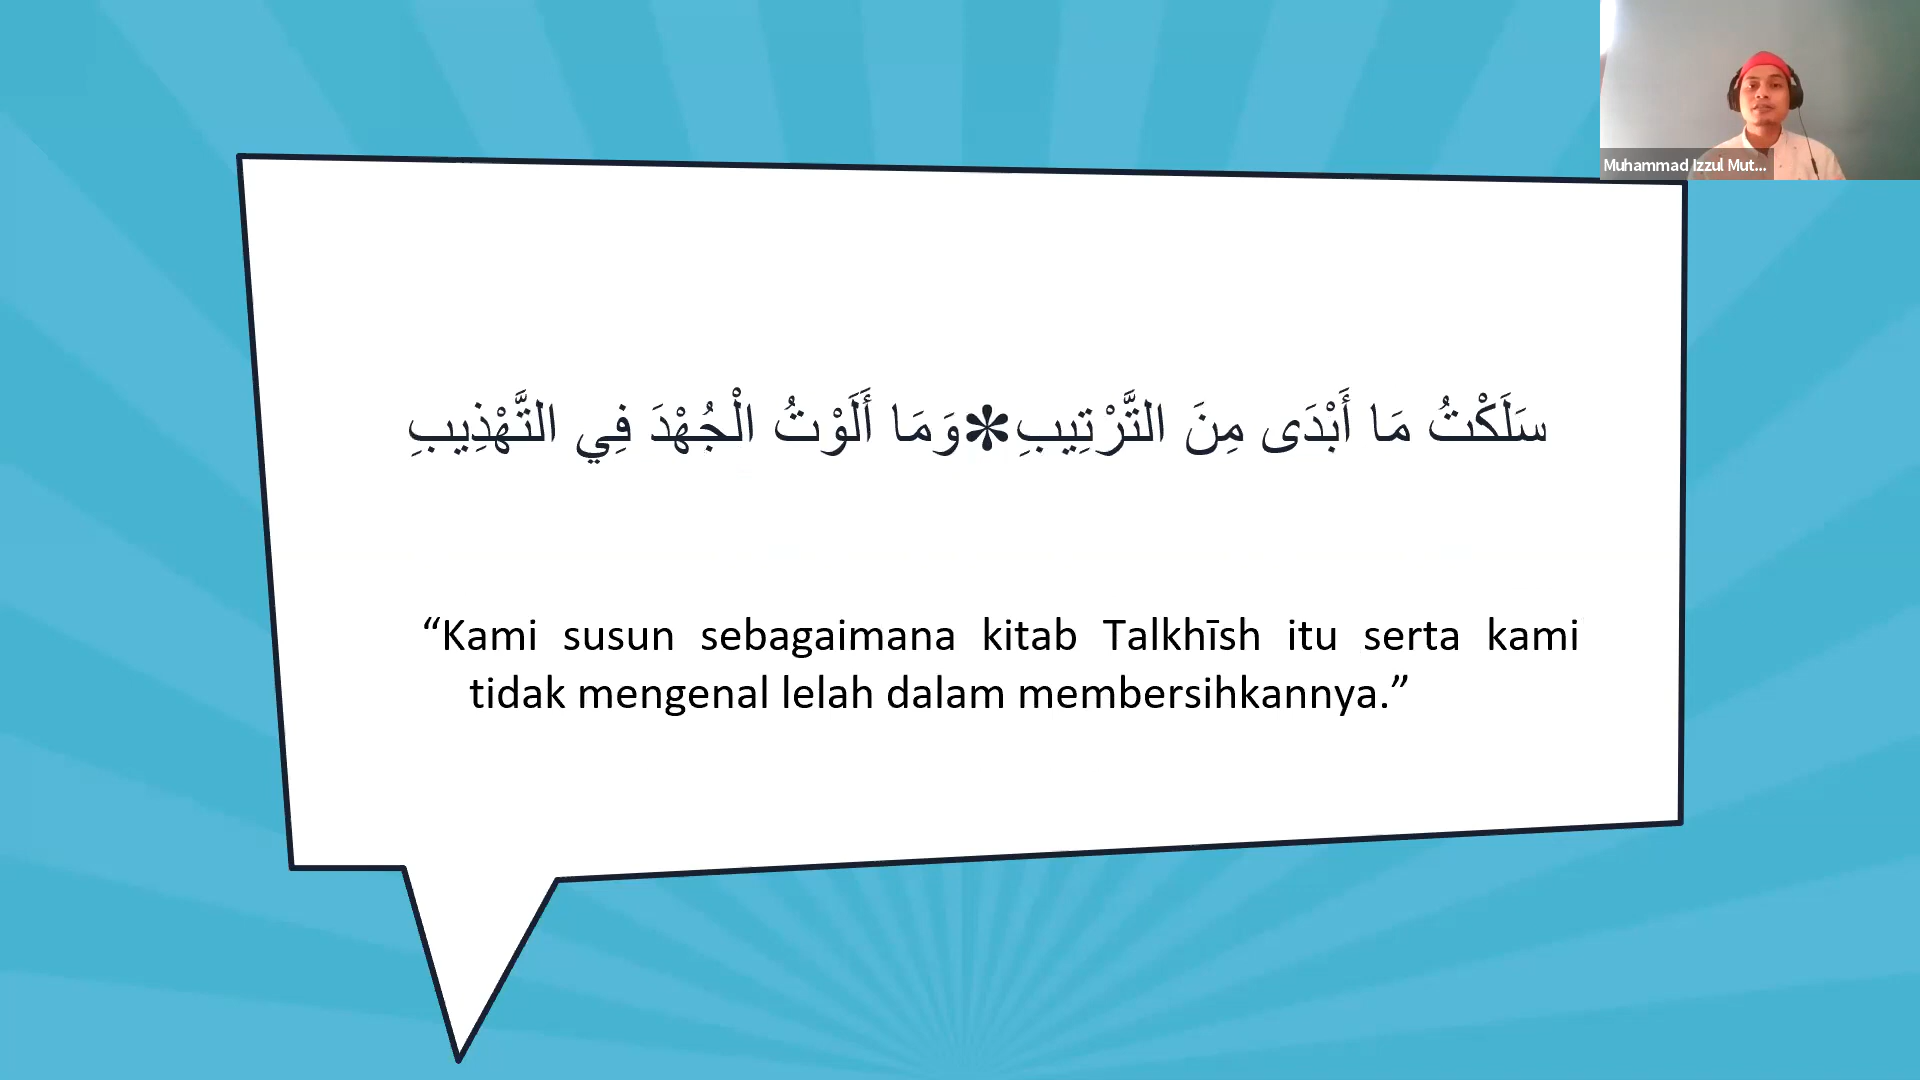 Muhammad Izzul Mut...
سَلَكْتُ مَا أَبْدَى مِنَ التَّرْتِيبِ✻وَمَا أَلَوْتُ الْجُهْدَ فِي التَّهْذِيبِ
“Kami susun sebagaimana kitab Talkhīsh itu serta kami
tidak mengenal lelah dalam membersihkannya.”